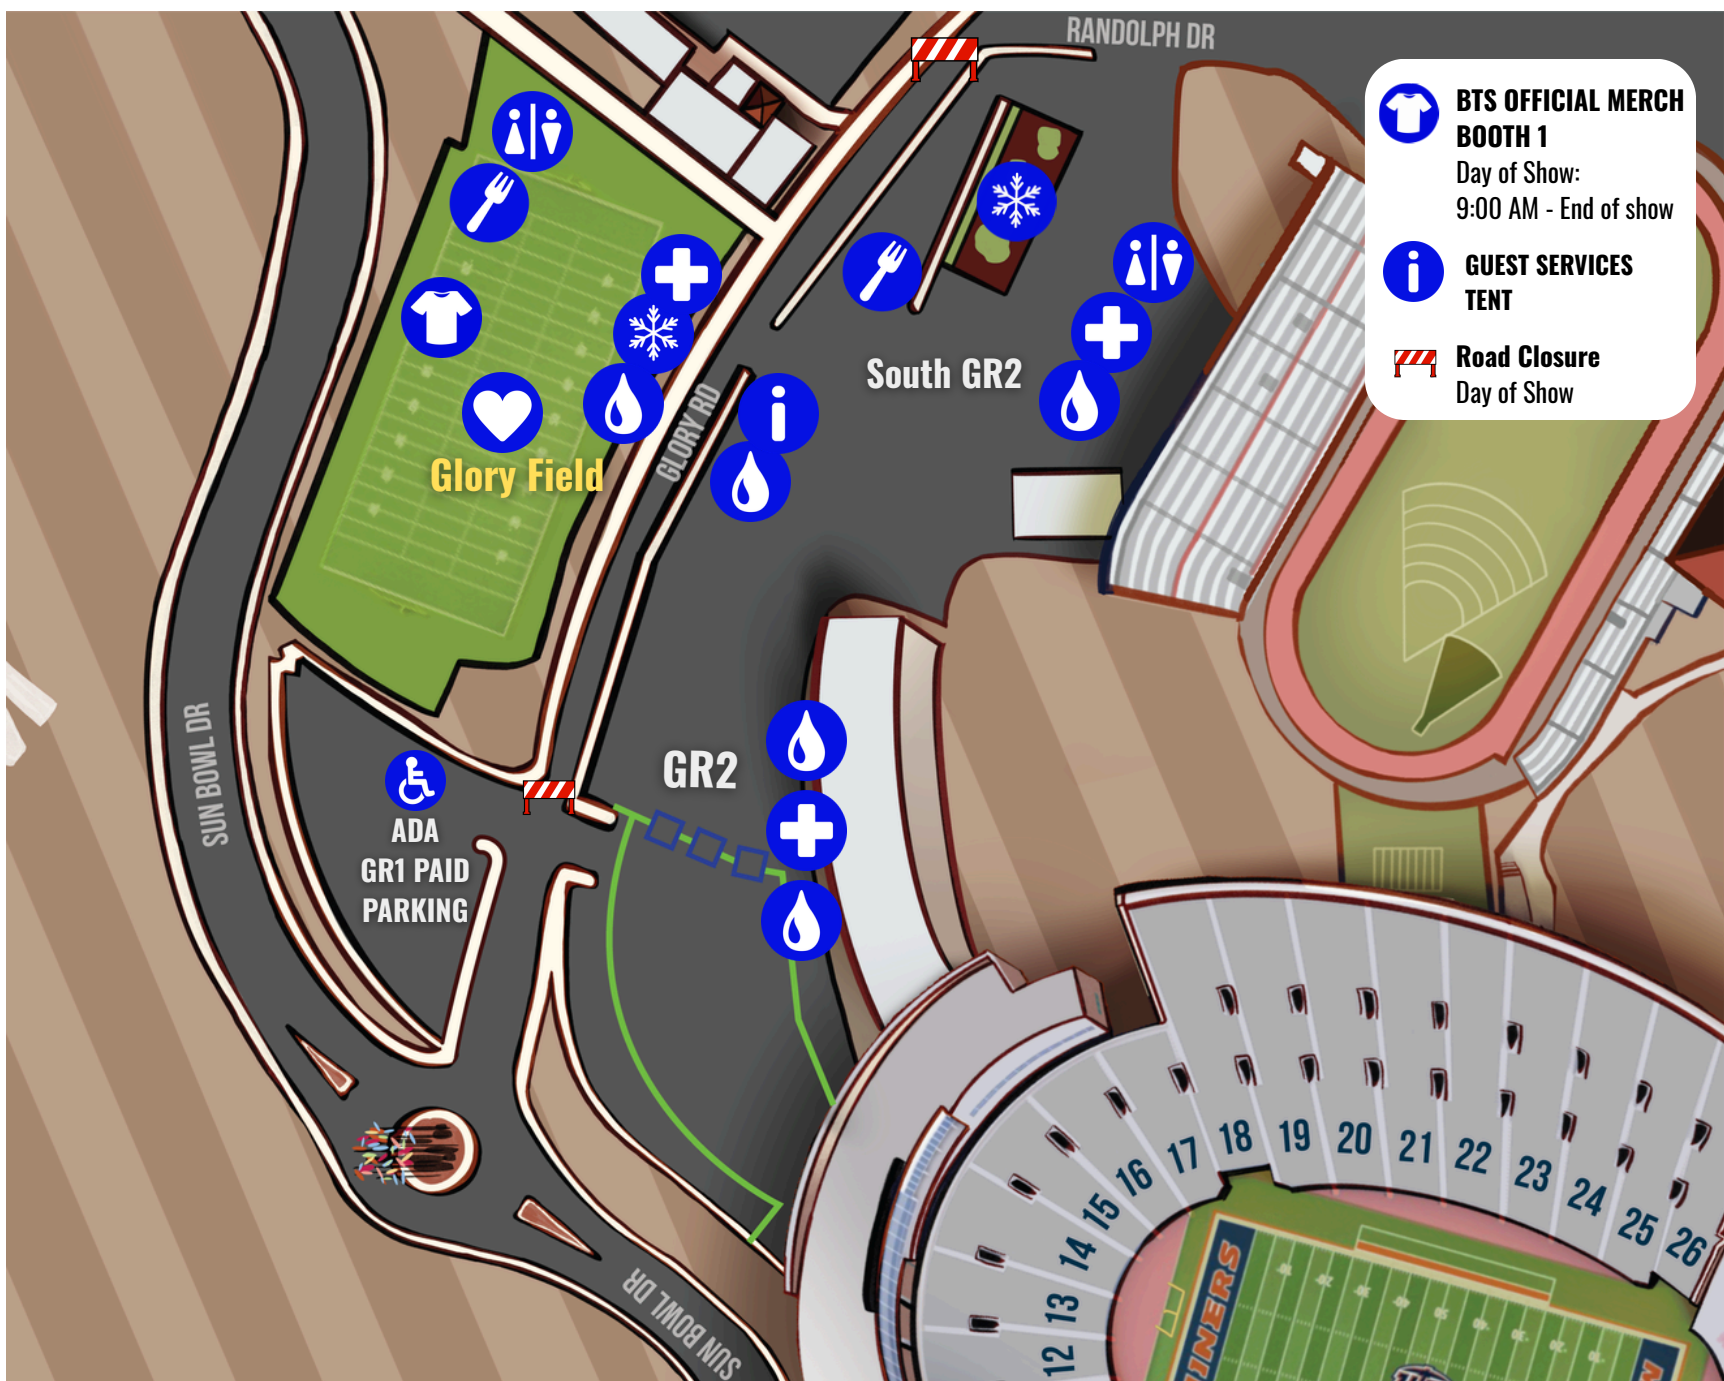 RANDOLPH DR
BTS OFFICIAL MERCH
BOOTH 1
Day of Show:
9:00 AM - End of show
GUEST SERVICES
TENT
Road Closure
Day of Show
South GR2
GLORY RD
Glory Field
GR2
SUN BOWL DR
ADA
GR1 PAID
PARKING
SUN BOWL DR
12
13
14
15
16
17
18
19
20
21
22
23
24
25
26